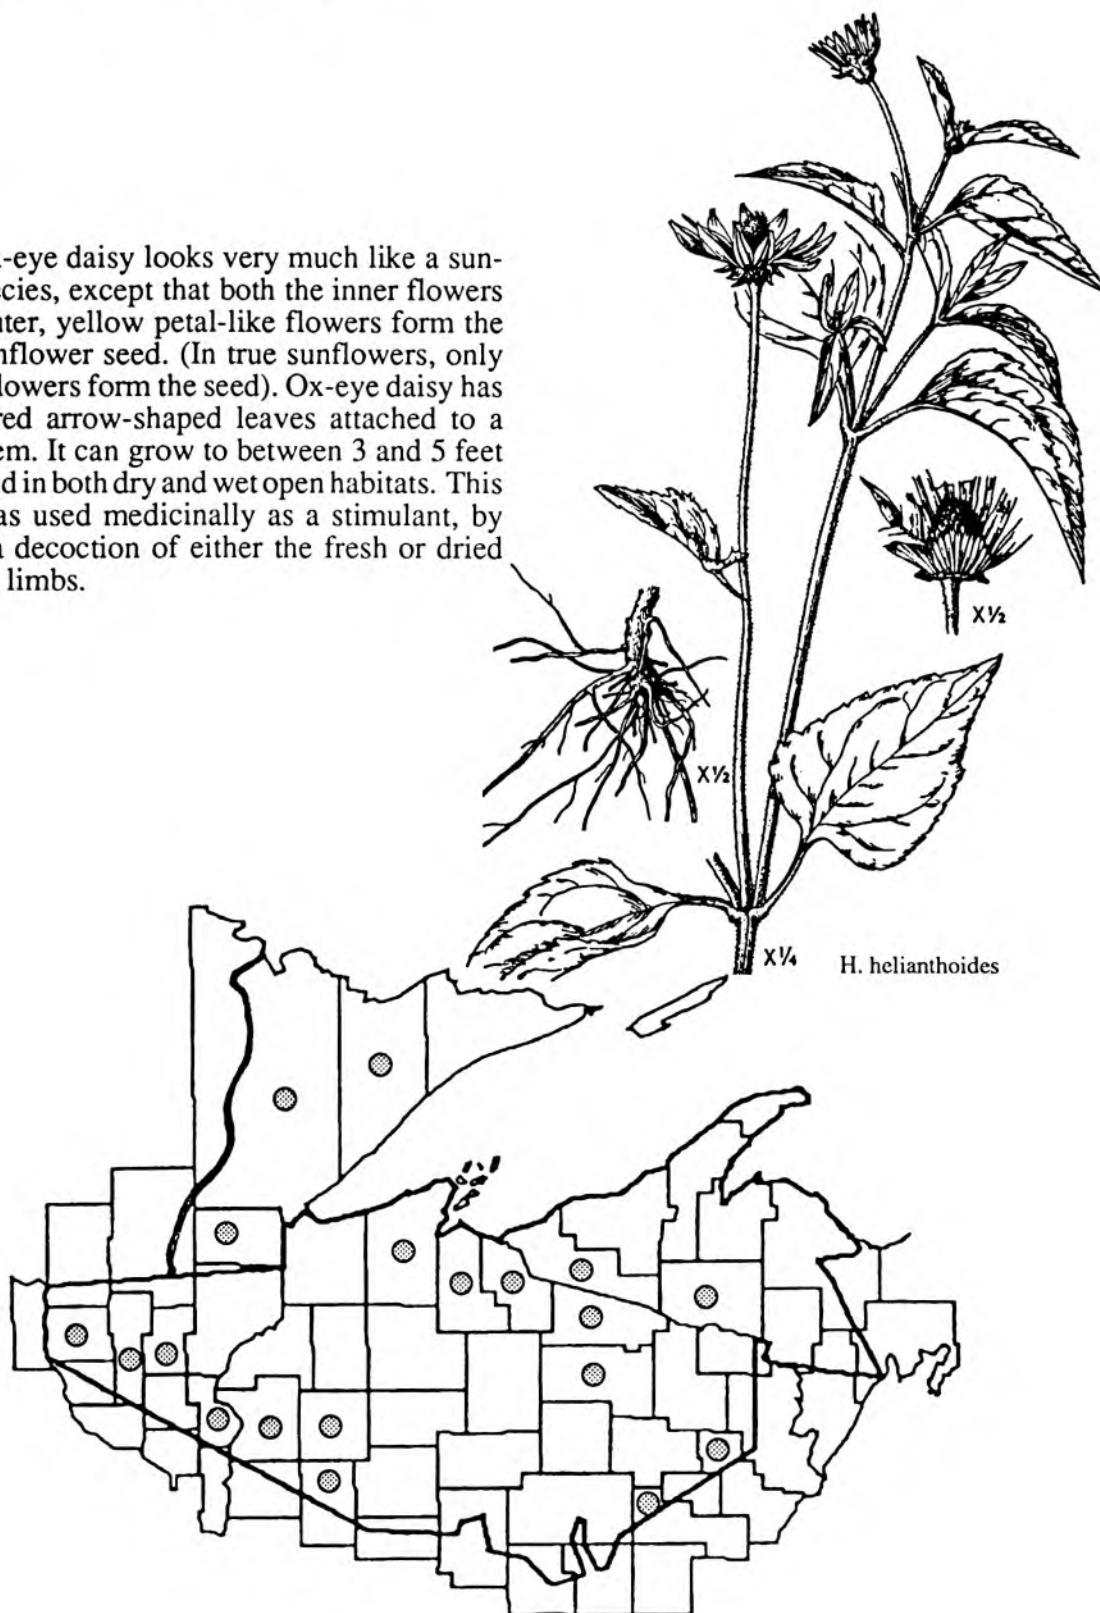 -eye daisy looks very much like a sun-
cies, except that both the inner flowers
uter, yellow petal-like flowers form the
nflower seed. (In true sunflowers, only
lowers form the seed). Ox-eye daisy has
red arrow-shaped leaves attached to a
em. It can grow to between 3 and 5 feet
d in both dry and wet open habitats. This
as used medicinally as a stimulant, by
a decoction of either the fresh or dried
limbs.
X½
X½
X¼
H. helianthoides